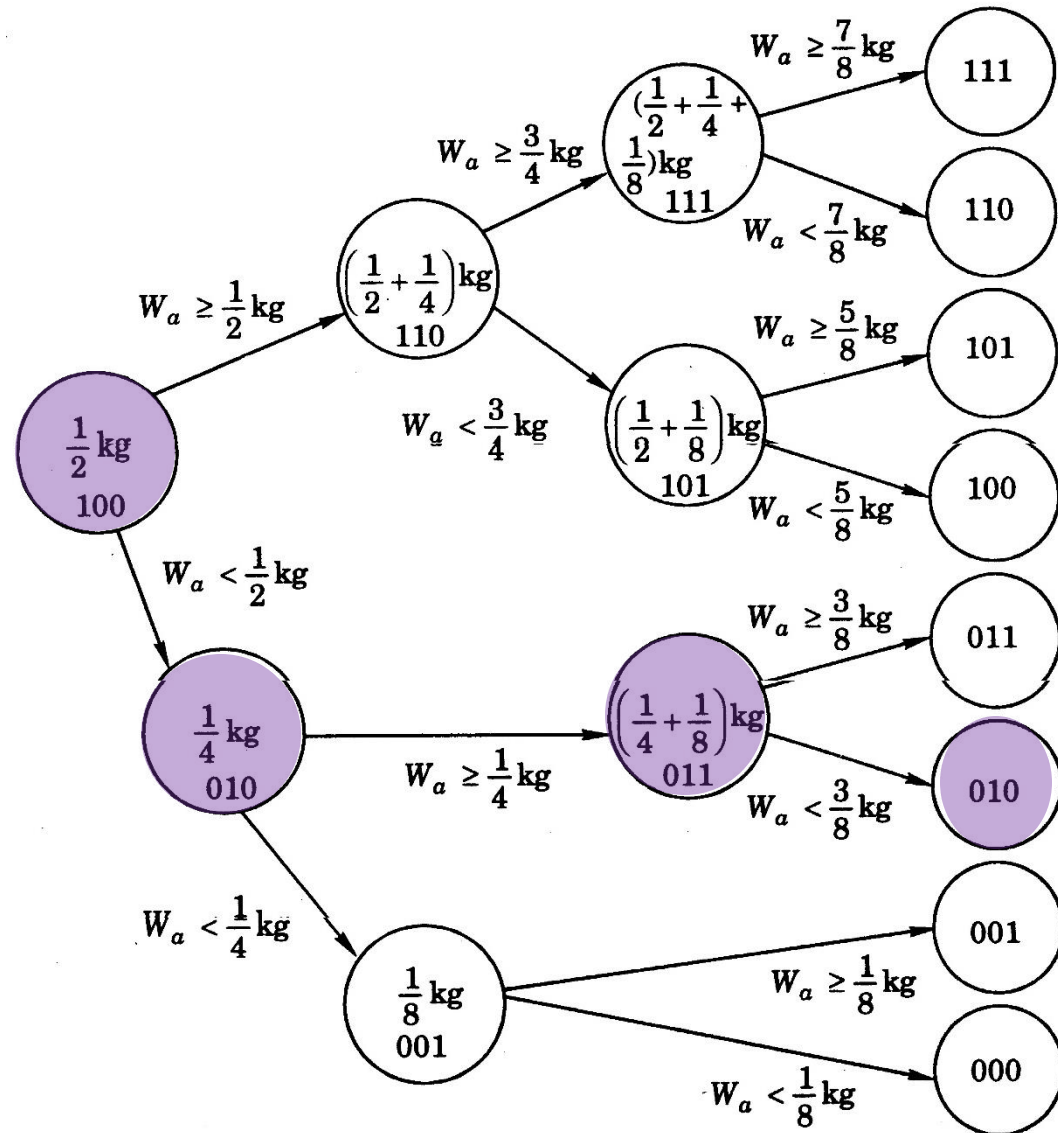 W_a ≥ 7/8 kg
111
(1/2 + 1/4 +
1/8)kg
111
W_a ≥ 3/4 kg
W_a < 7/8 kg
110
(1/2 + 1/4)kg
110
W_a ≥ 1/2 kg
W_a ≥ 5/8 kg
101
W_a < 3/4 kg
(1/2 + 1/8)kg
101
1/2 kg
100
W_a < 5/8 kg
100
W_a < 1/2 kg
W_a ≥ 3/8 kg
011
1/4 kg
010
W_a ≥ 1/4 kg
(1/4 + 1/8)kg
011
W_a < 3/8 kg
010
W_a < 1/4 kg
1/8 kg
001
W_a ≥ 1/8 kg
001
W_a < 1/8 kg
000